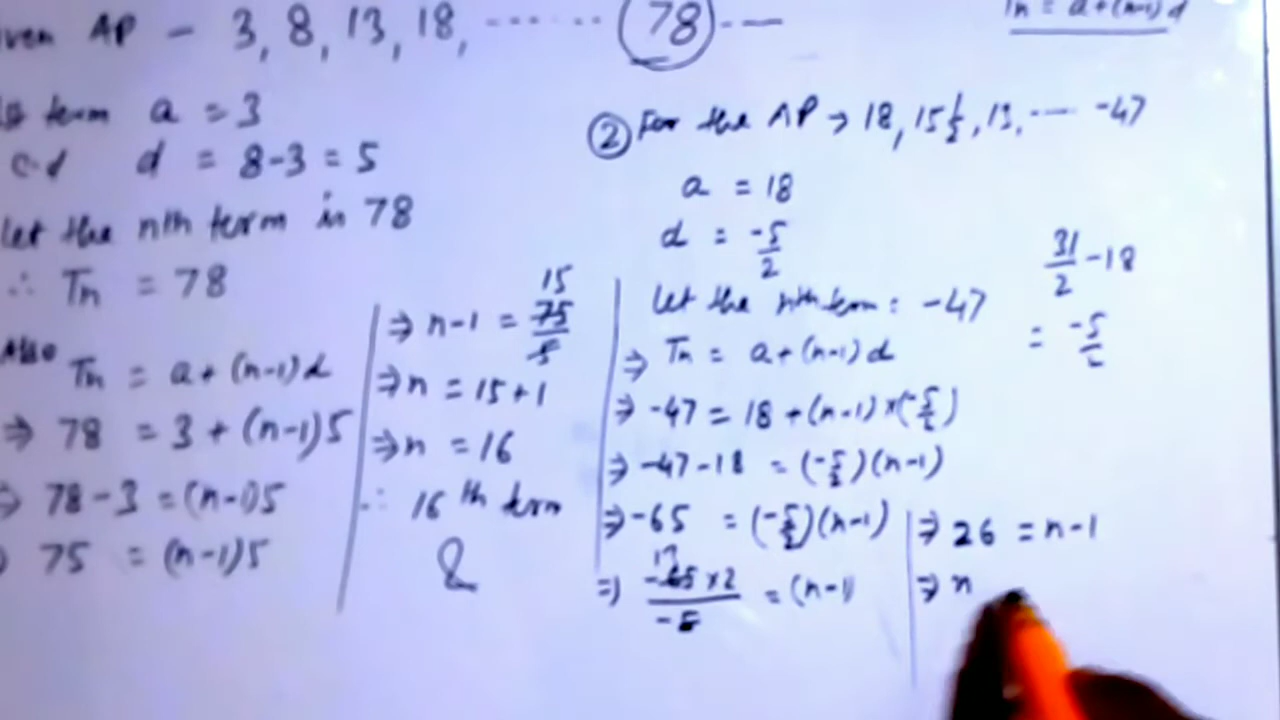 iven AP - 3, 8, 13, 18, ...... 78 ---
Tn = a+(n-1)d
1st term a = 3
c.d d = 8-3 = 5
let the nth term is 78
∴ Tn = 78
Also
Tn = a + (n-1)d
⇒ 78 = 3 + (n-1)5
⇒ 78-3 = (n-1)5
75 = (n-1)5
⇒ n-1 = 75/5 15
⇒ n = 15+1
⇒ n = 16
∴ 16th term
&
② For the AP → 18, 15½, 13, ---- -47
a = 18
d = -5/2
31/2 - 18
= -5/2
let the nth term = -47
⇒ Tn = a+(n-1)d
⇒ -47 = 18 + (n-1)×(-5/2)
⇒ -47-18 = (-5/2)(n-1)
⇒ -65 = (-5/2)(n-1)
⇒ 13 -65×2/-5 = (n-1)
⇒ 26 = n-1
⇒ n